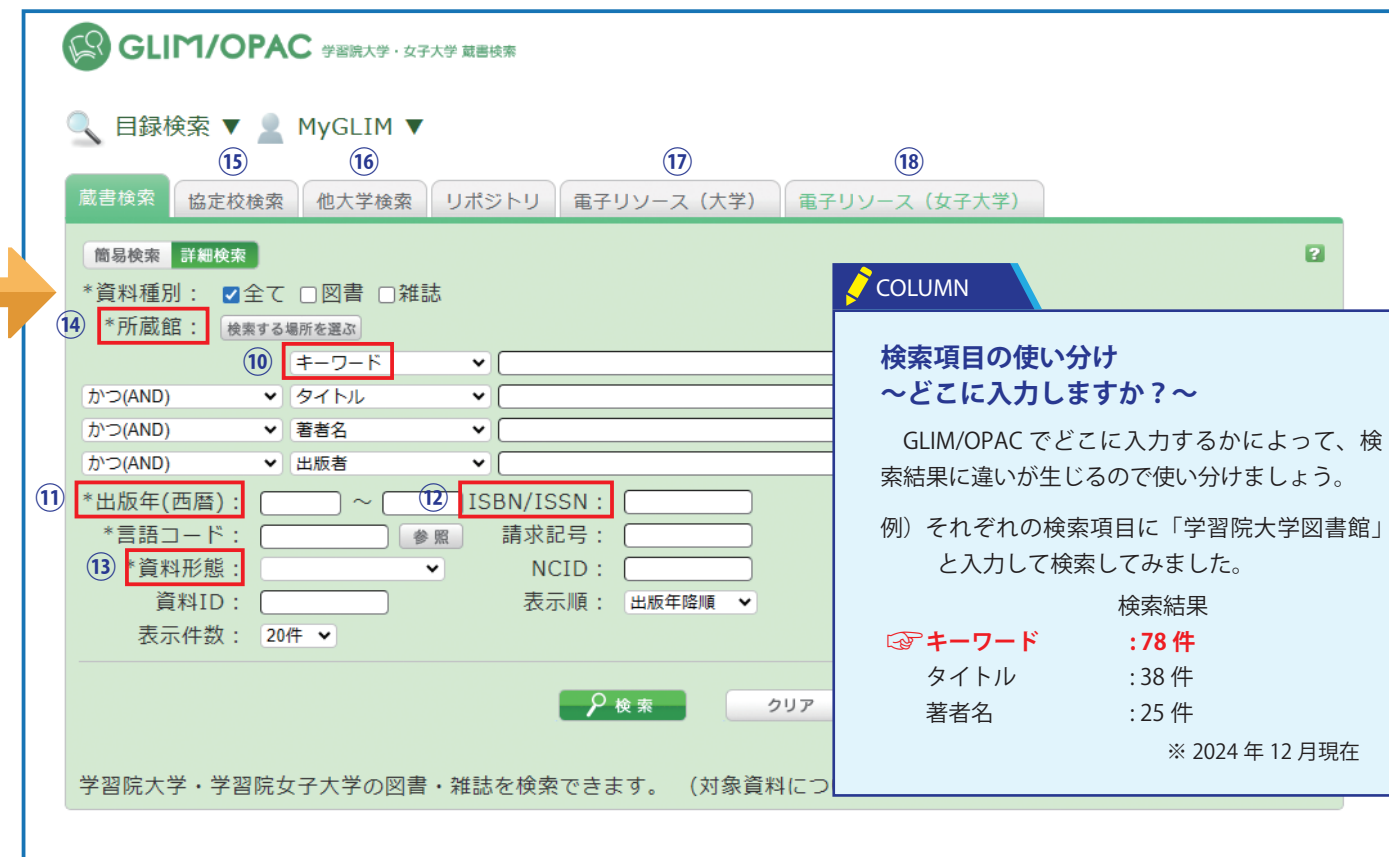 GLIM/OPAC 学習院大学・女子大学 蔵書検索
目録検索 ▼ MyGLIM ▼
⑮ ⑯ ⑰ ⑱
蔵書検索 協定校検索 他大学検索 リポジトリ 電子リソース（大学） 電子リソース（女子大学）
簡易検索 詳細検索 ?
*資料種別： 全て 図書 雑誌
⑭ *所蔵館： 検索する場所を選ぶ
⑩ キーワード
かつ(AND) タイトル
かつ(AND) 著者名
かつ(AND) 出版者
⑪ *出版年(西暦)： ～ ⑫ ISBN/ISSN：
*言語コード： 参照 請求記号：
⑬ *資料形態： NCID：
資料ID： 表示順： 出版年降順
表示件数： 20件
検索 クリア
学習院大学・学習院女子大学の図書・雑誌を検索できます。 （対象資料につ
COLUMN
検索項目の使い分け
～どこに入力しますか？～
GLIM/OPAC でどこに入力するかによって、検
索結果に違いが生じるので使い分けましょう。
例）それぞれの検索項目に「学習院大学図書館」
と入力して検索してみました。
検索結果
☞キーワード : 78 件
タイトル : 38 件
著者名 : 25 件
※ 2024 年 12 月現在